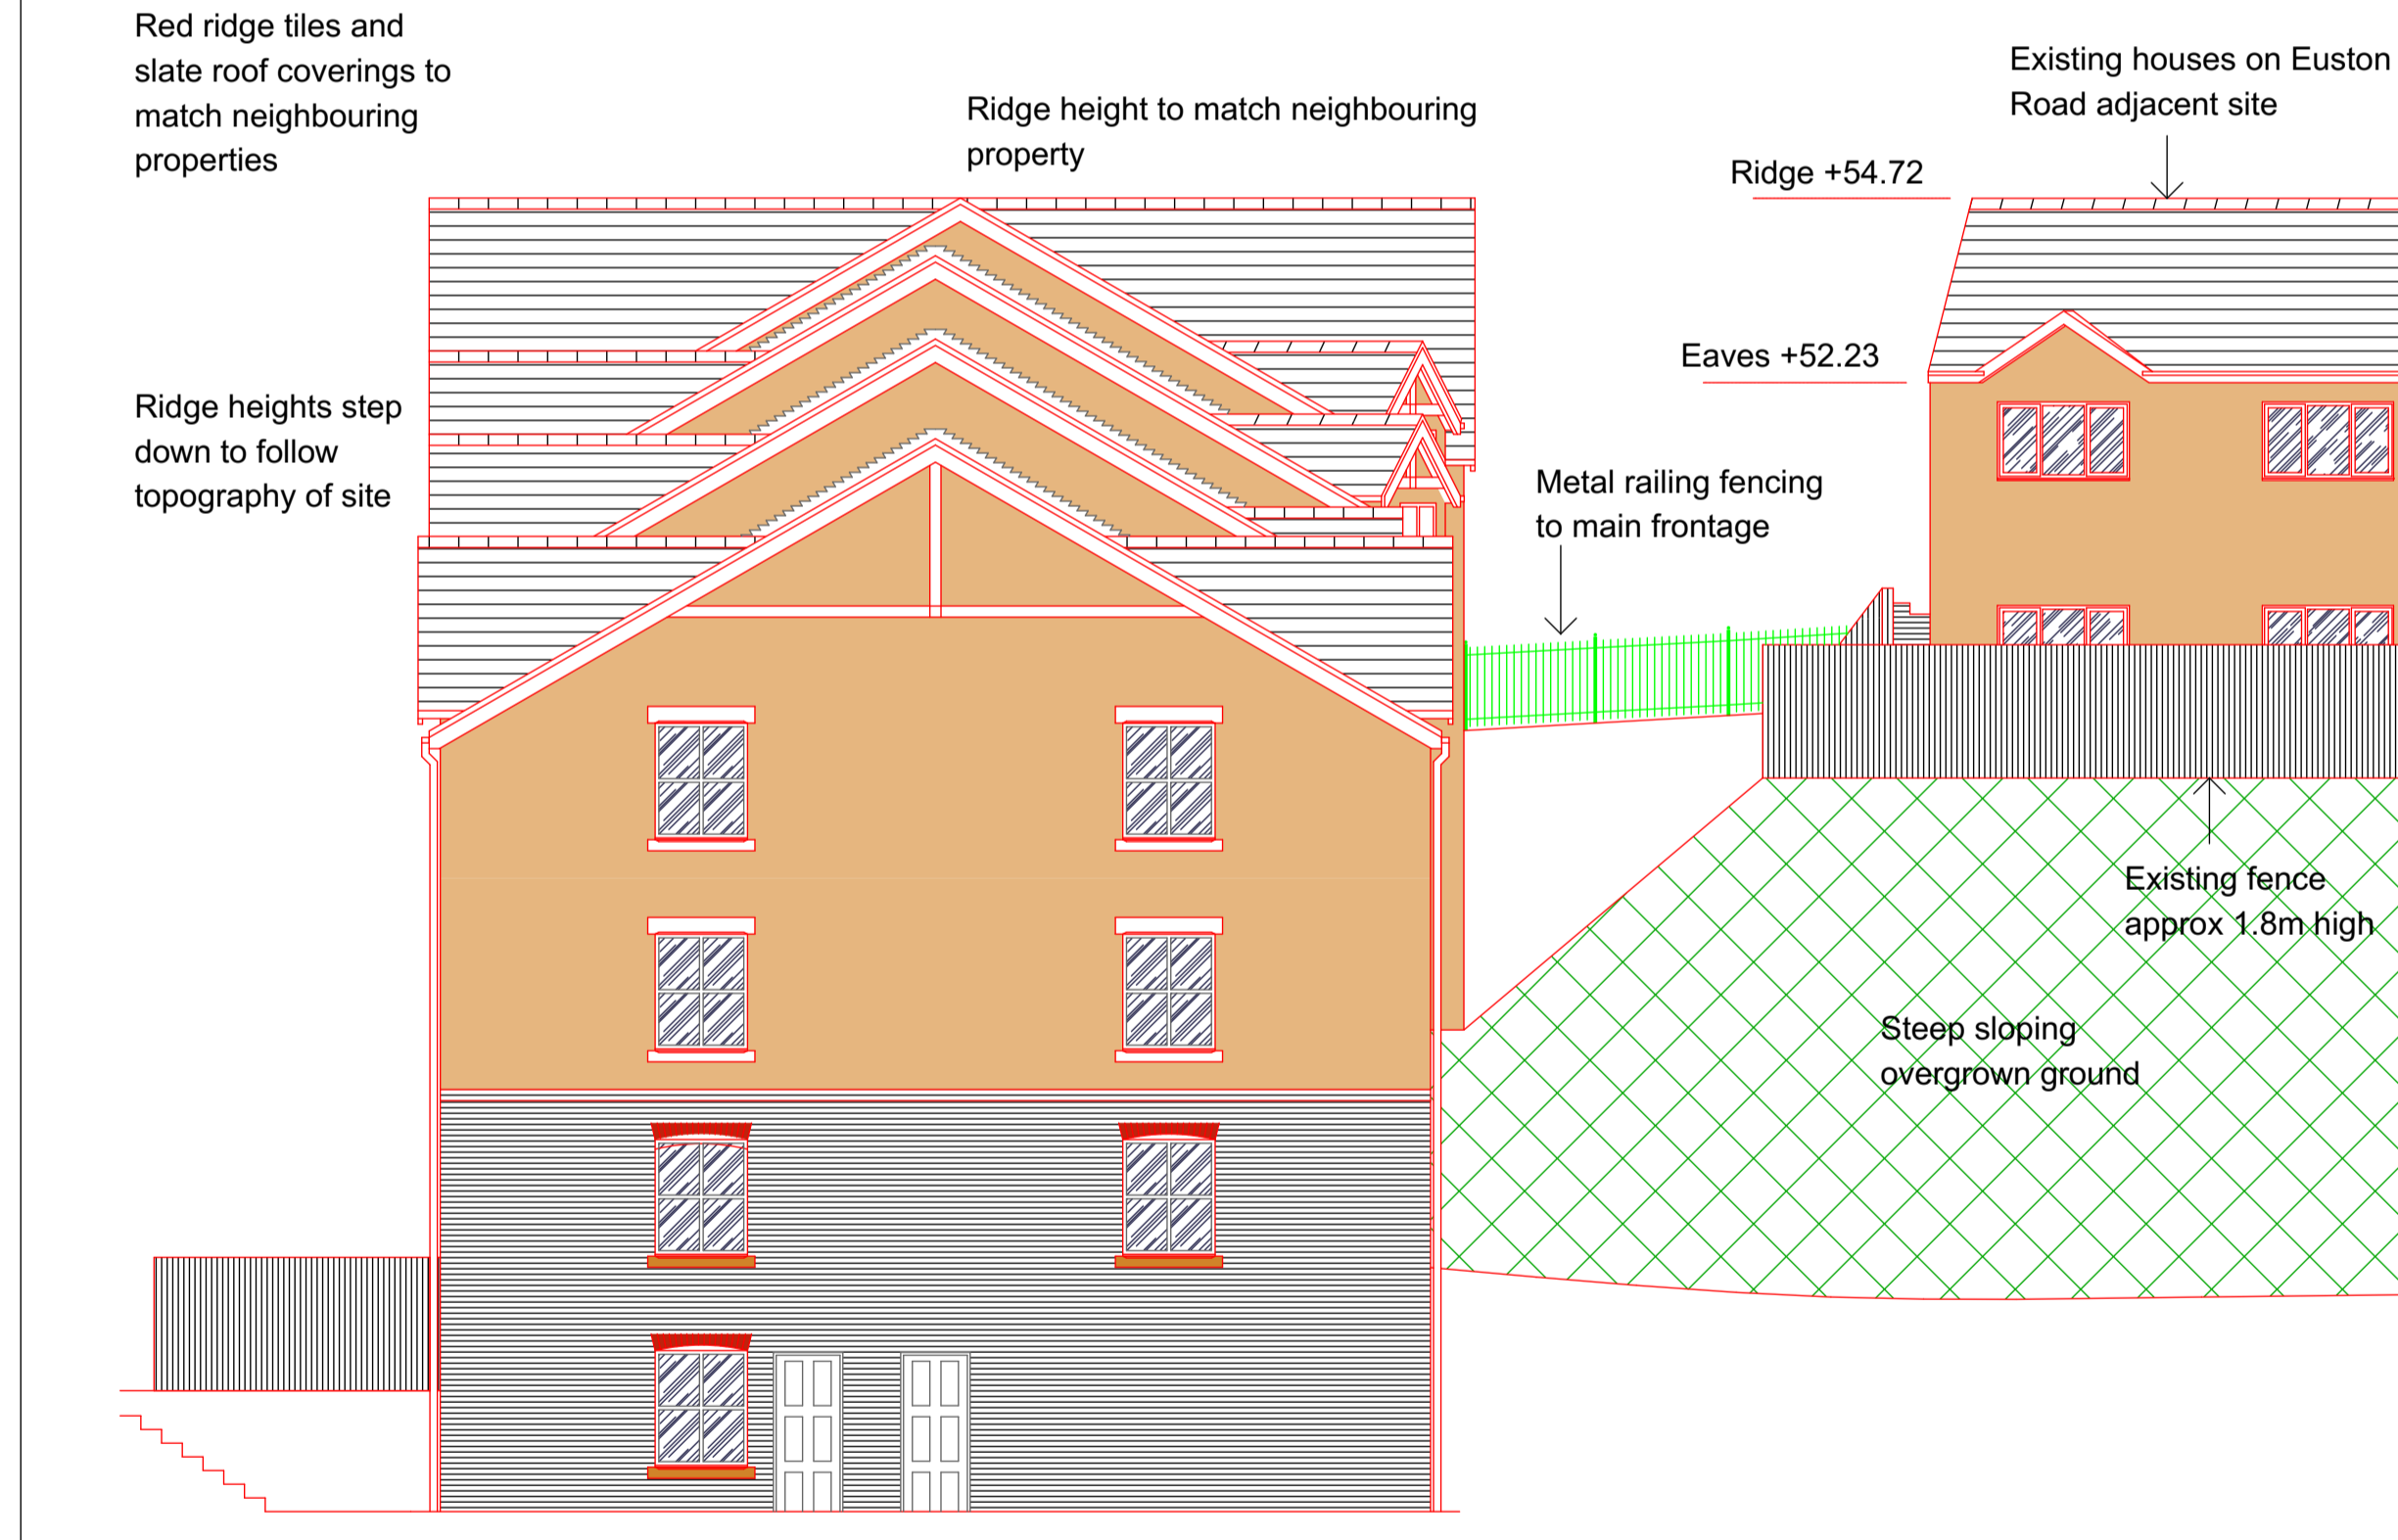 Red ridge tiles and
slate roof coverings to
match neighbouring
properties
Ridge height to match neighbouring
property
Existing houses on Euston
Road adjacent site
Ridge +54.72
Eaves +52.23
Ridge heights step
down to follow
topography of site
Metal railing fencing
to main frontage
Existing fence
approx 1.8m high
Steep sloping
overgrown ground